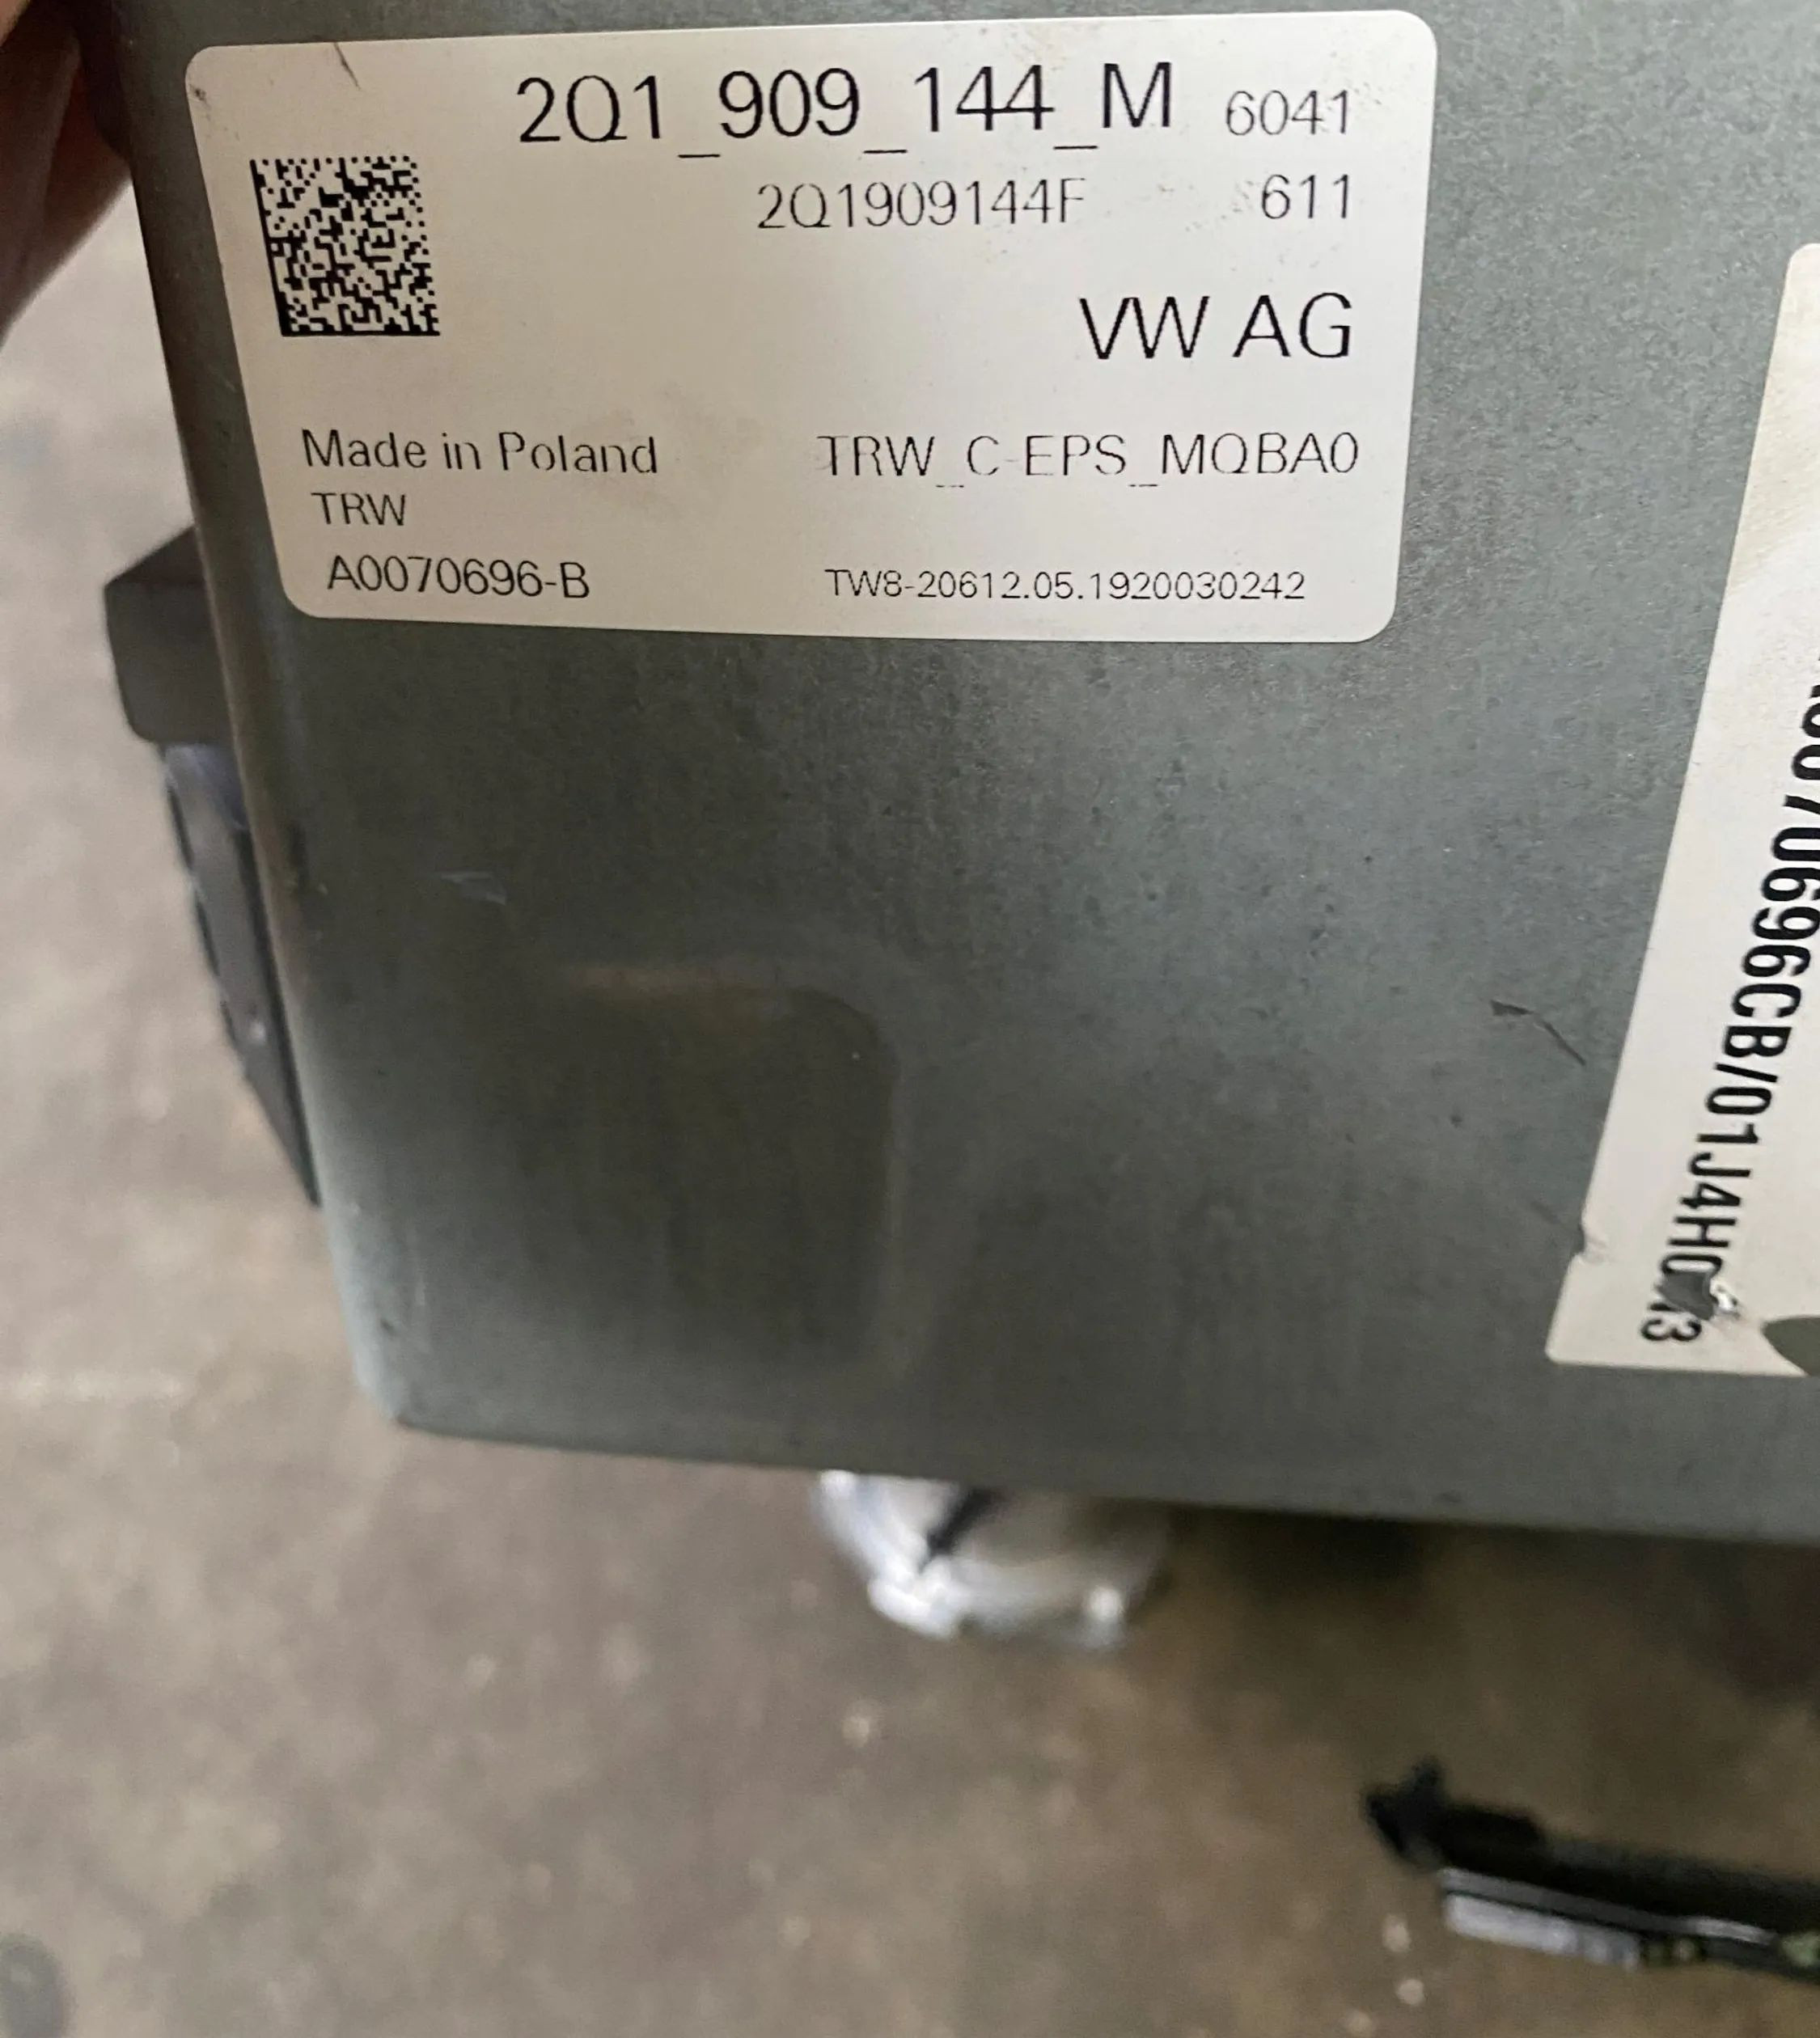 2Q1_909_144_M 6041
2Q1909144F 611
VW AG
Made in Poland TRW_C-EPS_MQBA0
TRW
A0070696-B TW8-20612.05.1920030242